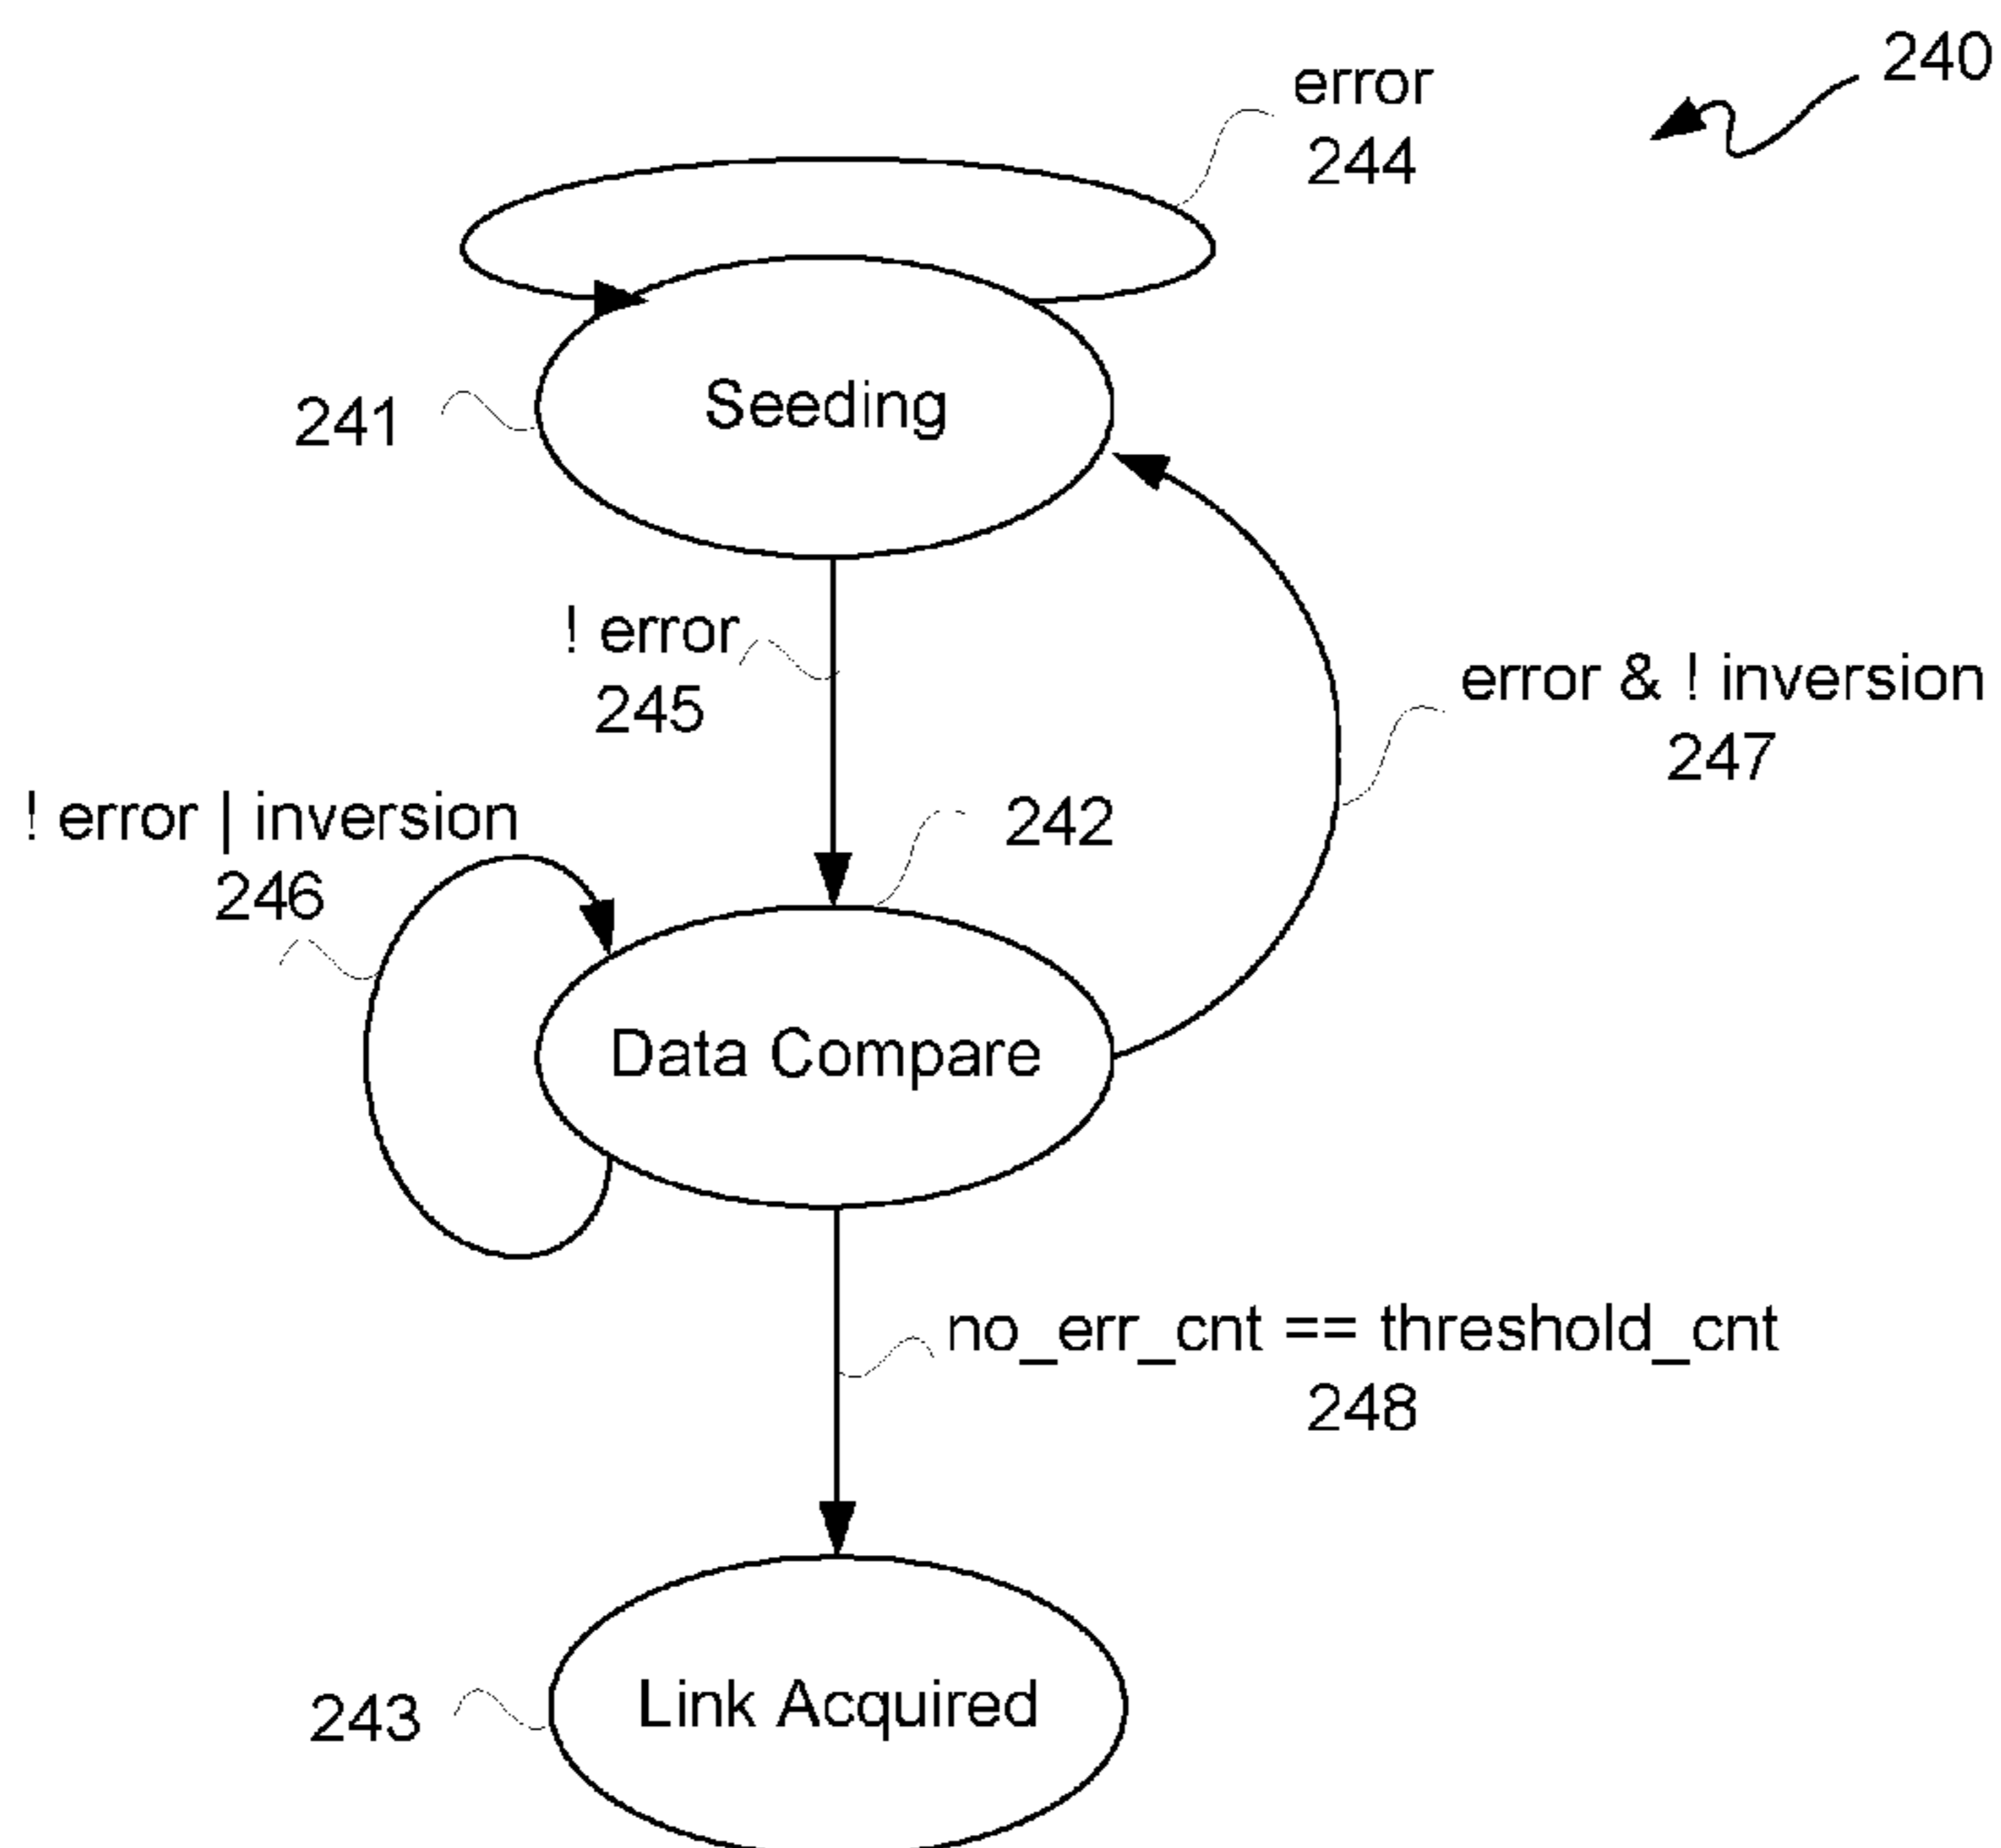 240
error
244
Seeding
241
! error
245
error & ! inversion
247
! error | inversion
246
242
Data Compare
no_err_cnt == threshold_cnt
248
Link Acquired
243